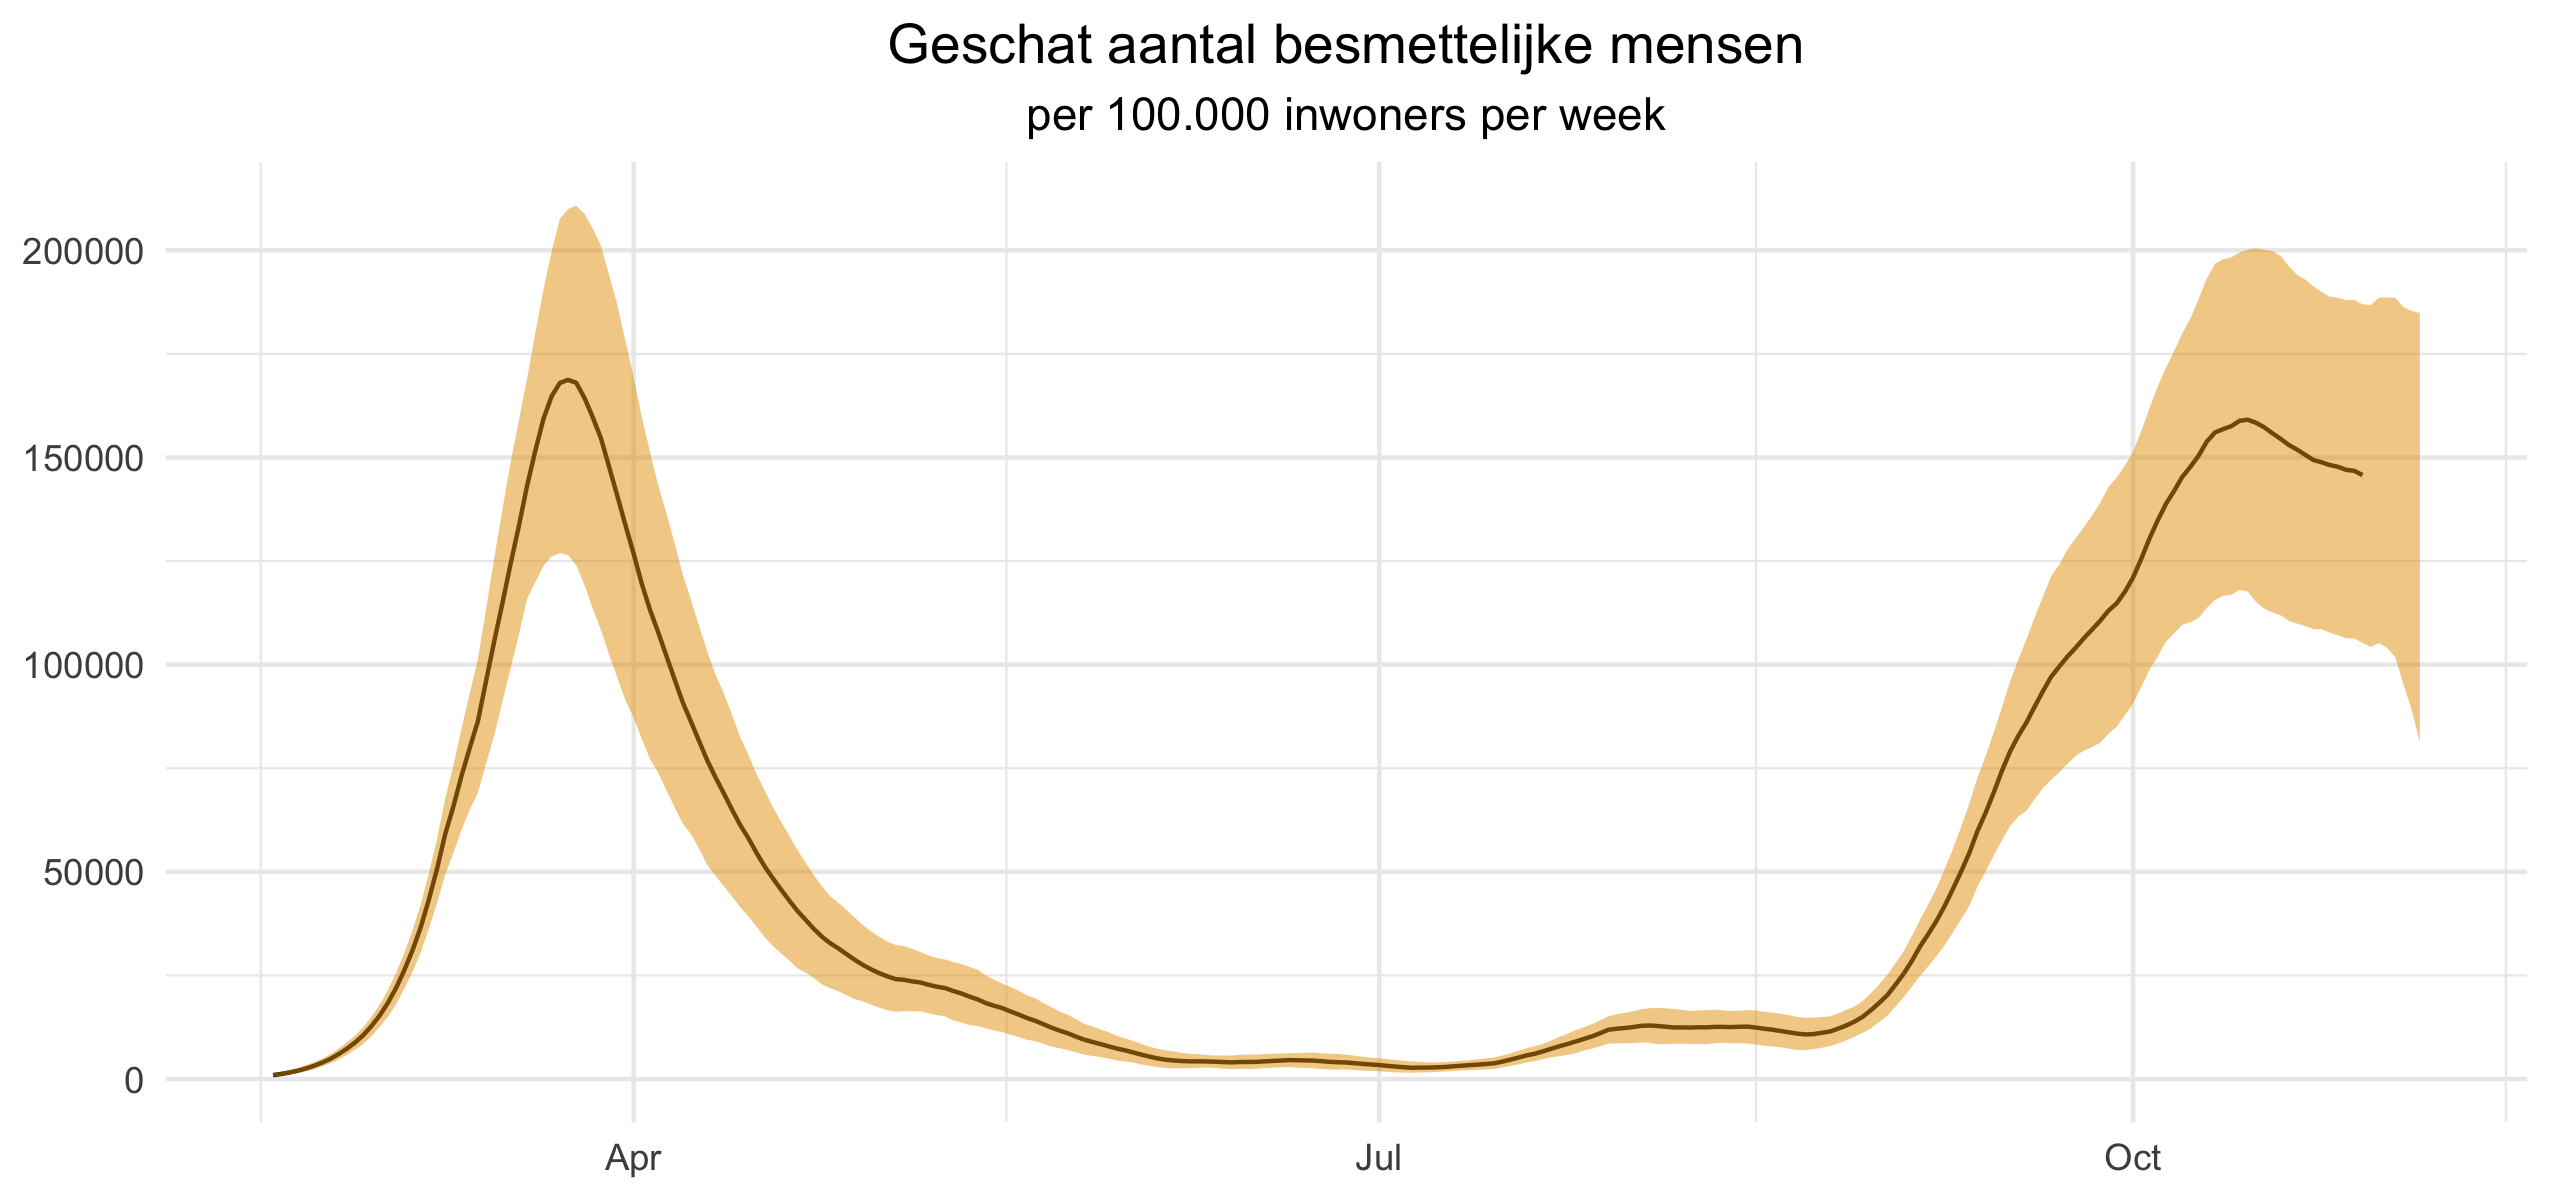 Geschat aantal besmettelijke mensen
per 100.000 inwoners per week
200000
150000
100000
50000
0
Apr Jul Oct